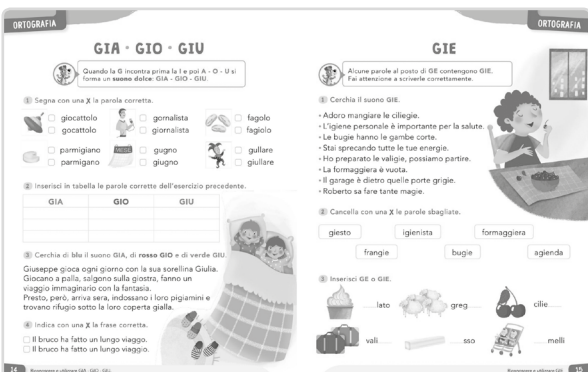 ORTOGRAFIA
GIA • GIO • GIU
Quando la G incontra prima la I e poi A - O - U si
forma un suono dolce: GIA - GIO - GIU.
1 Segna con una X la parola corretta.
giocattolo
gocattolo
gornalista
giornalista
fagolo
fagiolo
parmigiano
parmigano
gugno
giugno
gullare
giullare
2 Inserisci in tabella le parole corrette dell'esercizio precedente.
GIA GIO GIU
3 Cerchia di blu il suono GIA, di rosso GIO e di verde GIU.
Giuseppe gioca ogni giorno con la sua sorellina Giulia.
Giocano a palla, salgono sulla giostra, fanno un
viaggio immaginario con la fantasia.
Presto, però, arriva sera, indossano i loro pigiamini e
trovano rifugio sotto la loro coperta gialla.
4 Indica con una X la frase corretta.
Il bruco ha fatto un lungo viaggo.
Il bruco ha fatto un lungo viaggio.
14
ORTOGRAFIA
GIE
Alcune parole al posto di GE contengono GIE.
Fai attenzione a scriverle correttamente.
1 Cerchia il suono GIE.
• Adoro mangiare le ciliegie.
• L'igiene personale è importante per la salute.
• Le bugie hanno le gambe corte.
• Stai sprecando tutte le tue energie.
• Ho preparato le valigie, possiamo partire.
• La formaggiera è vuota.
• Il garage è dietro quelle porte grigie.
• Roberto sa fare tante magie.
2 Cancella con una X le parole sbagliate.
giesto igienista formaggiera
frangie bugie agienda
3 Inserisci GE o GIE.
......lato greg...... cilie......
vali...... ......sso ......melli
15